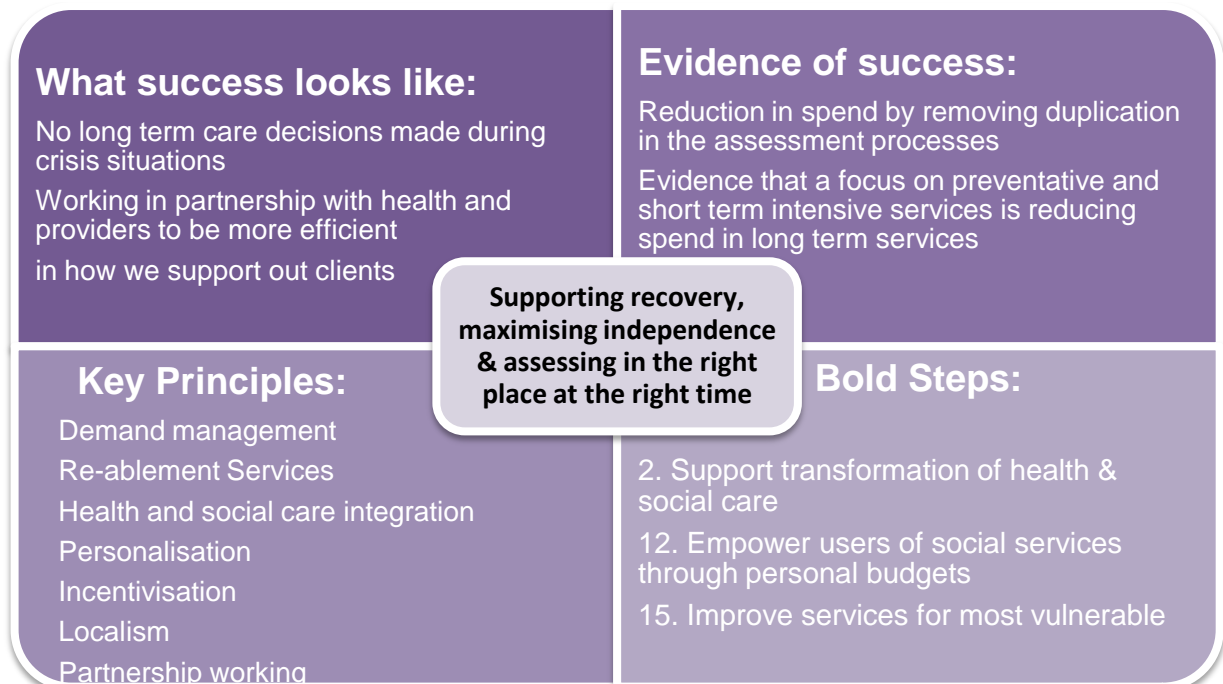 What success looks like:
No long term care decisions made during
crisis situations
Working in partnership with health and
providers to be more efficient
in how we support out clients
Evidence of success:
Reduction in spend by removing duplication
in the assessment processes
Evidence that a focus on preventative and
short term intensive services is reducing
spend in long term services
Supporting recovery,
maximising independence
& assessing in the right
place at the right time
Key Principles:
Demand management
Re-ablement Services
Health and social care integration
Personalisation
Incentivisation
Localism
Partnership working
Bold Steps:
2. Support transformation of health &
social care
12. Empower users of social services
through personal budgets
15. Improve services for most vulnerable